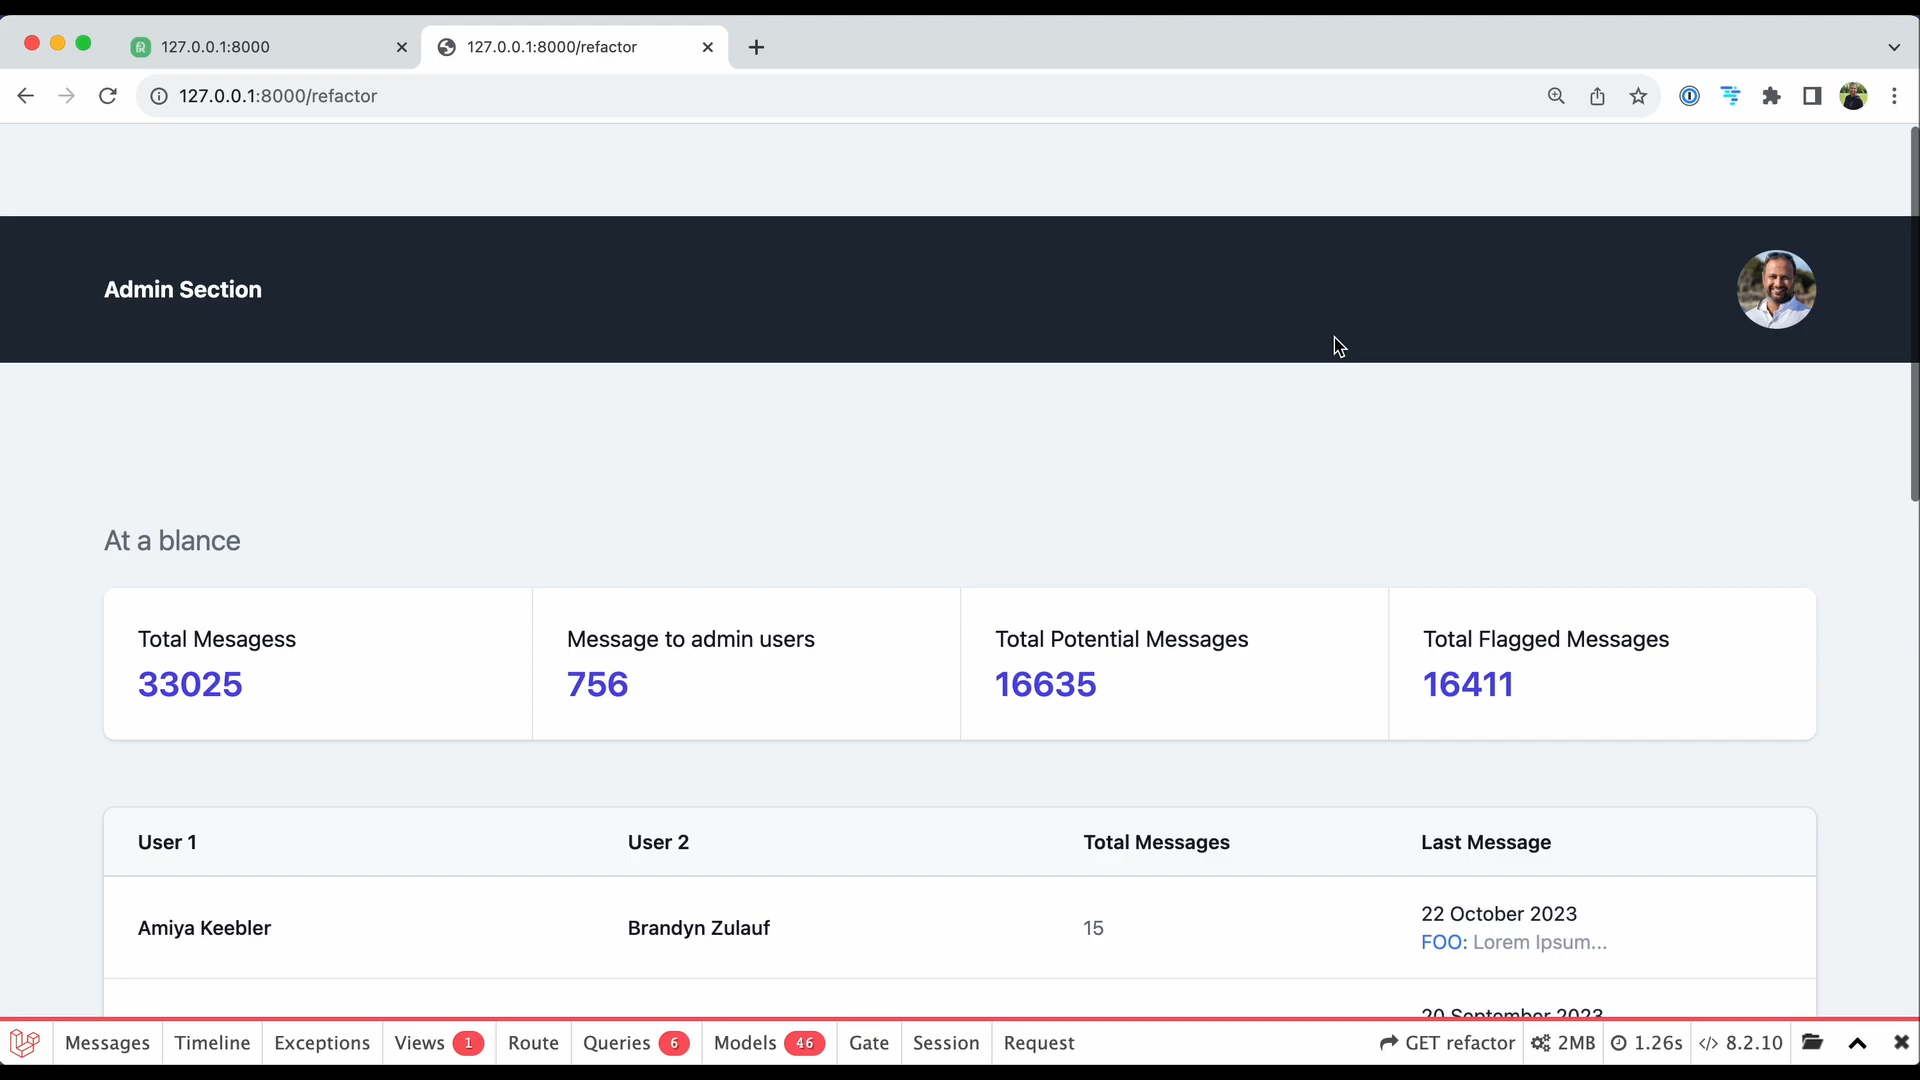 127.0.0.1:8000
127.0.0.1:8000/refactor
127.0.0.1:8000/refactor
Admin Section
At a blance
Total Mesagess
33025
Message to admin users
756
Total Potential Messages
16635
Total Flagged Messages
16411
User 1 User 2 Total Messages Last Message
Amiya Keebler Brandyn Zulauf 15 22 October 2023
FOO: Lorem Ipsum...
20 September 2023
Messages Timeline Exceptions Views 1 Route Queries 6 Models 46 Gate Session Request GET refactor 2MB 1.26s 8.2.10